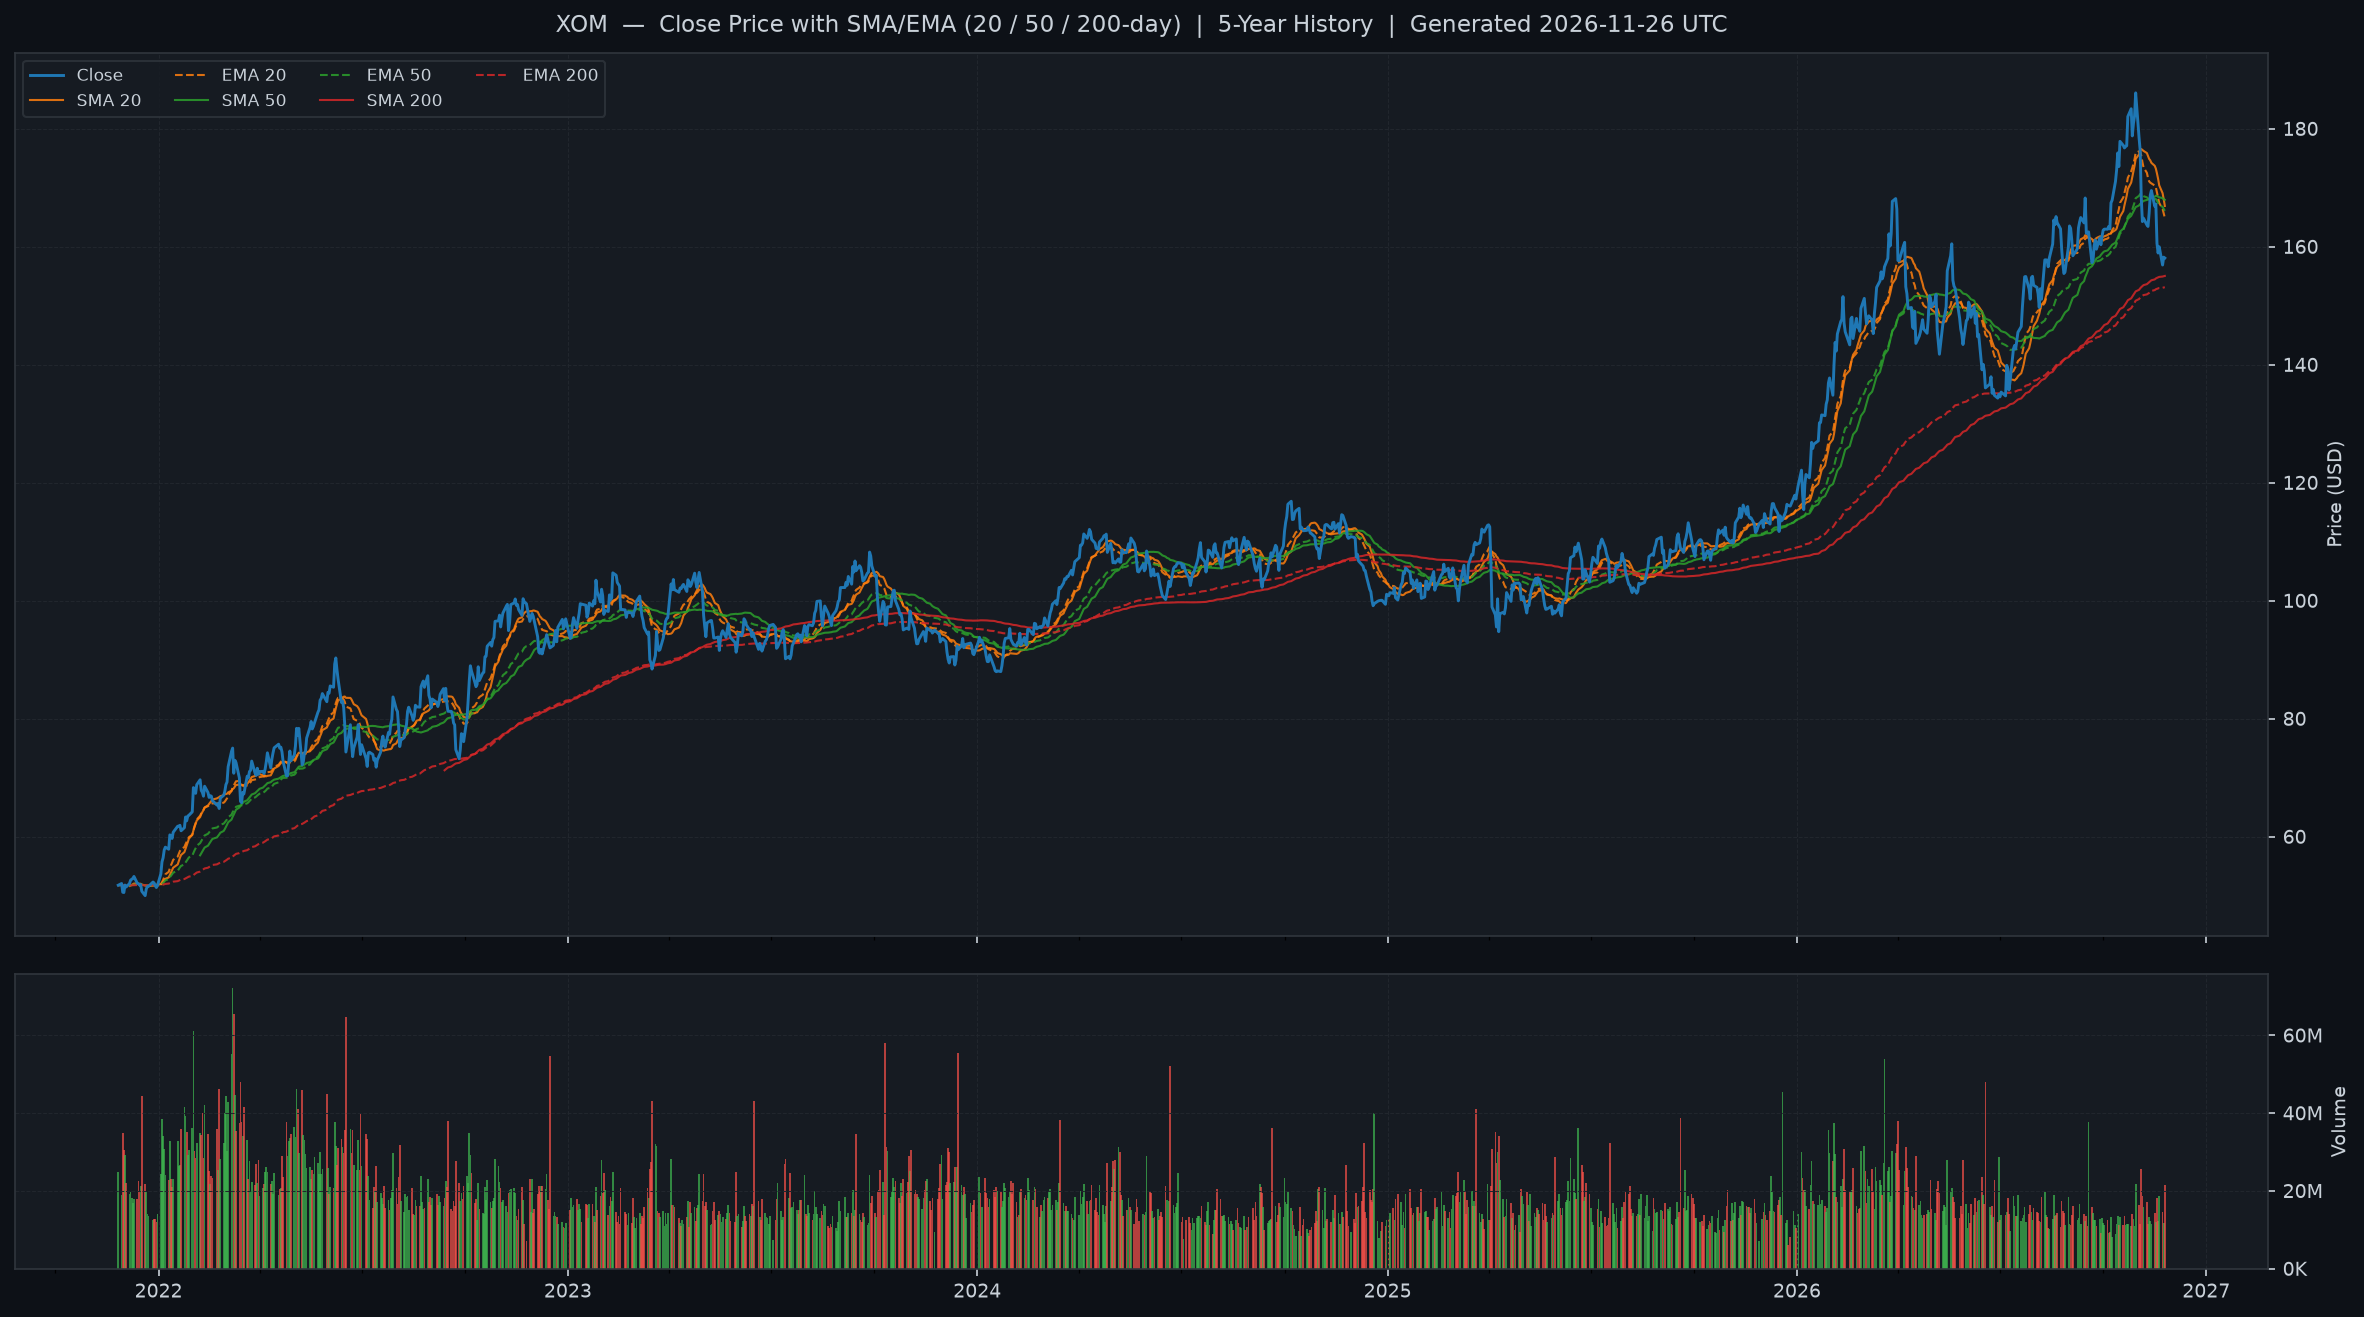 XOM — Close Price with SMA/EMA (20 / 50 / 200-day) | 5-Year History | Generated 2026-11-26 UTC
Close EMA 20 EMA 50 EMA 200
SMA 20 SMA 50 SMA 200
180
160
140
120
100
80
60
Price (USD)
60M
40M
20M
0K
Volume
2022 2023 2024 2025 2026 2027